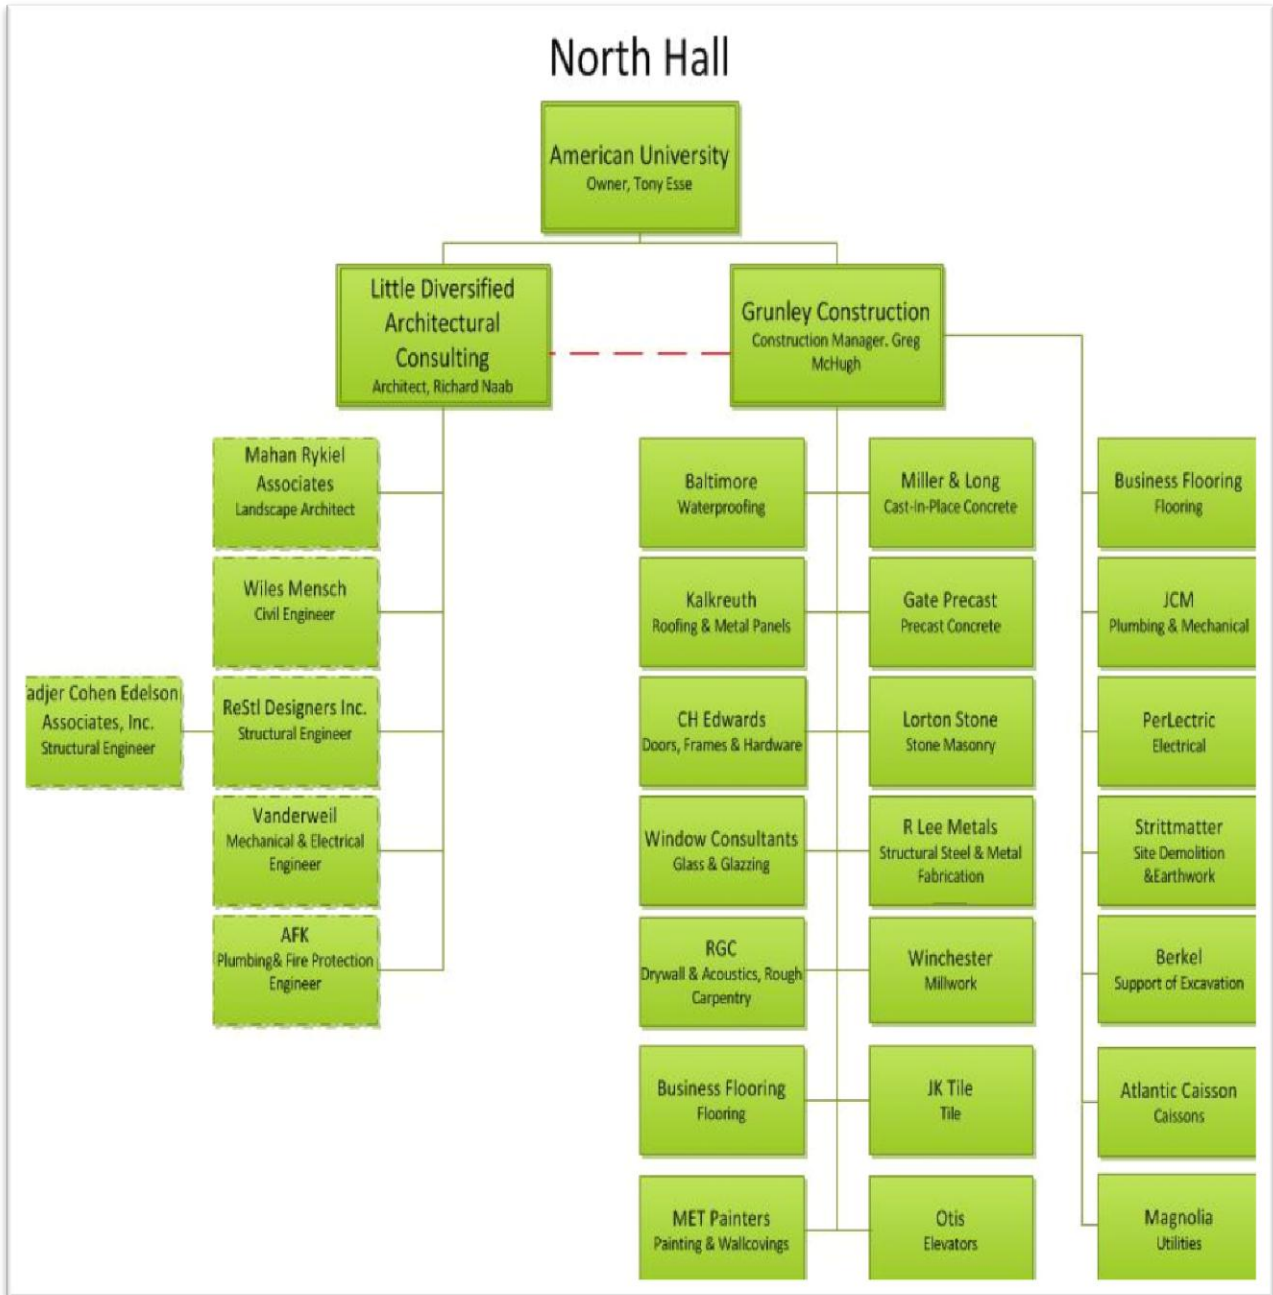 North Hall
American University
Owner, Tony Esse
Little Diversified
Architectural
Consulting
Architect, Richard Naab
Grunley Construction
Construction Manager. Greg
McHugh
Mahan Rykiel
Associates
Landscape Architect
Wiles Mensch
Civil Engineer
adjer Cohen Edelson
Associates, Inc.
Structural Engineer
ReStl Designers Inc.
Structural Engineer
Vanderweil
Mechanical & Electrical
Engineer
AFK
Plumbing& Fire Protection
Engineer
Baltimore
Waterproofing
Miller & Long
Cast-In-Place Concrete
Business Flooring
Flooring
Kalkreuth
Roofing & Metal Panels
Gate Precast
Precast Concrete
JCM
Plumbing & Mechanical
CH Edwards
Doors, Frames & Hardware
Lorton Stone
Stone Masonry
PerLectric
Electrical
Window Consultants
Glass & Glazzing
R Lee Metals
Structural Steel & Metal
Fabrication
Strittmatter
Site Demolition
&Earthwork
RGC
Drywall & Acoustics, Rough
Carpentry
Winchester
Millwork
Berkel
Support of Excavation
Business Flooring
Flooring
JK Tile
Tile
Atlantic Caisson
Caissons
MET Painters
Painting & Wallcovings
Otis
Elevators
Magnolia
Utilities